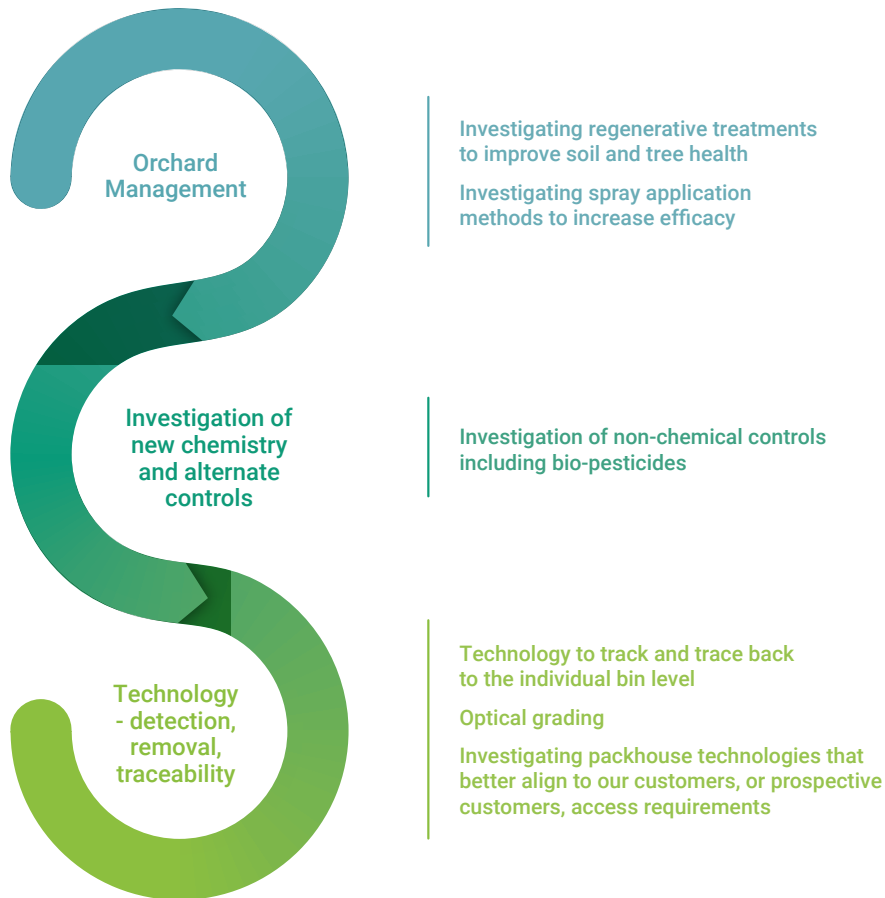 Orchard
Management
Investigating regenerative treatments
to improve soil and tree health
Investigating spray application
methods to increase efficacy
Investigation of
new chemistry
and alternate
controls
Investigation of non-chemical controls
including bio-pesticides
Technology
- detection,
removal,
traceability
Technology to track and trace back
to the individual bin level
Optical grading
Investigating packhouse technologies that
better align to our customers, or prospective
customers, access requirements